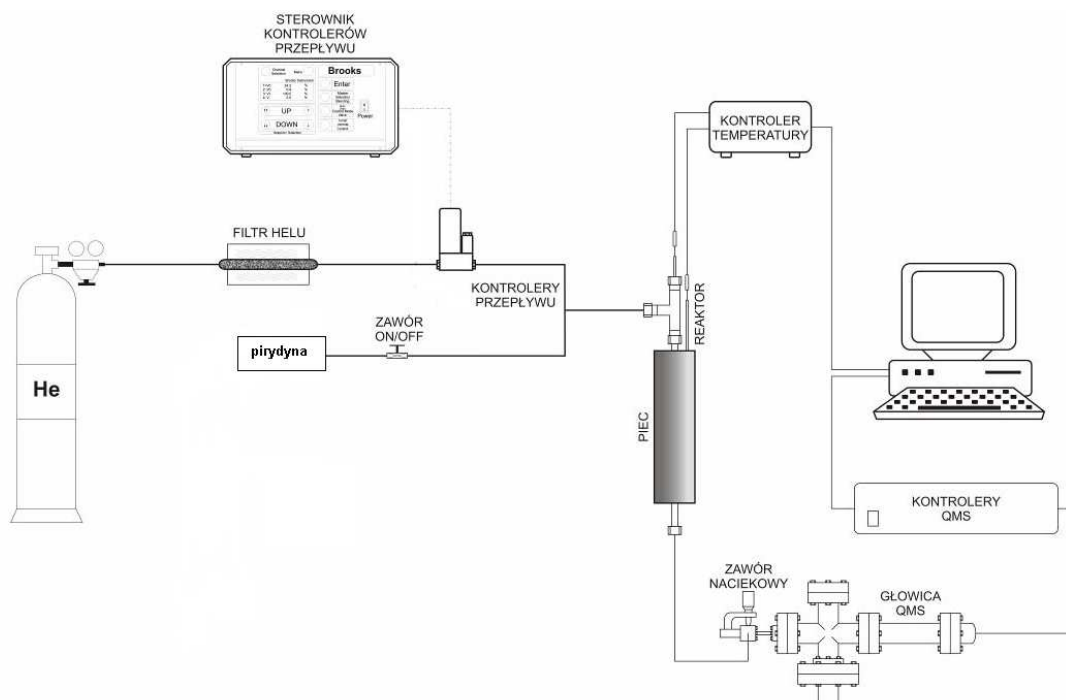 STEROWNIK
KONTROLERÓW
PRZEPŁYWU
Brooks
Enter
UP
DOWN
Power
KONTROLER
TEMPERATURY
FILTR HELU
KONTROLERY
PRZEPŁYWU
REAKTOR
ZAWÓR
ON/OFF
pirydyna
He
PIEC
KONTROLERY
QMS
ZAWÓR
NACIEKOWY
GŁOWICA
QMS